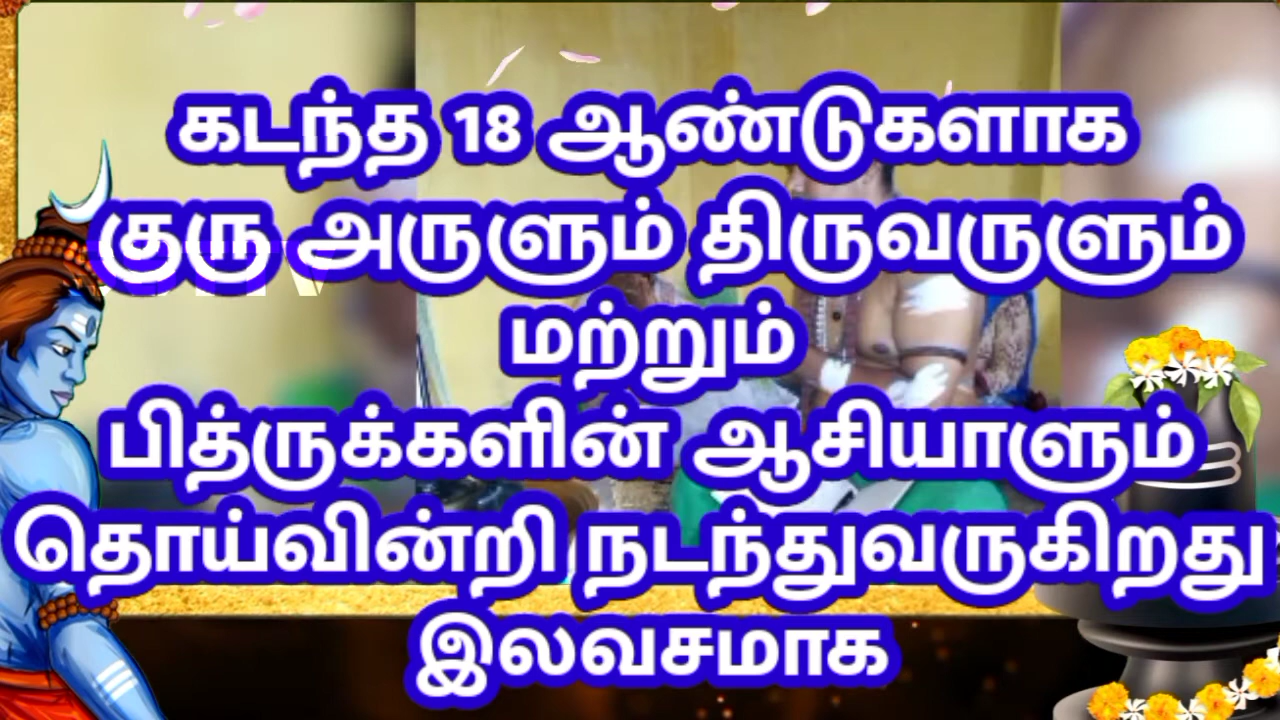 கடந்த 18 ஆண்டுகளாக
குரு அருளும் திருவருளும்
மற்றும்
பித்ருக்களின் ஆசியாளும்
தொய்வின்றி நடந்துவருகிறது
இலவசமாக